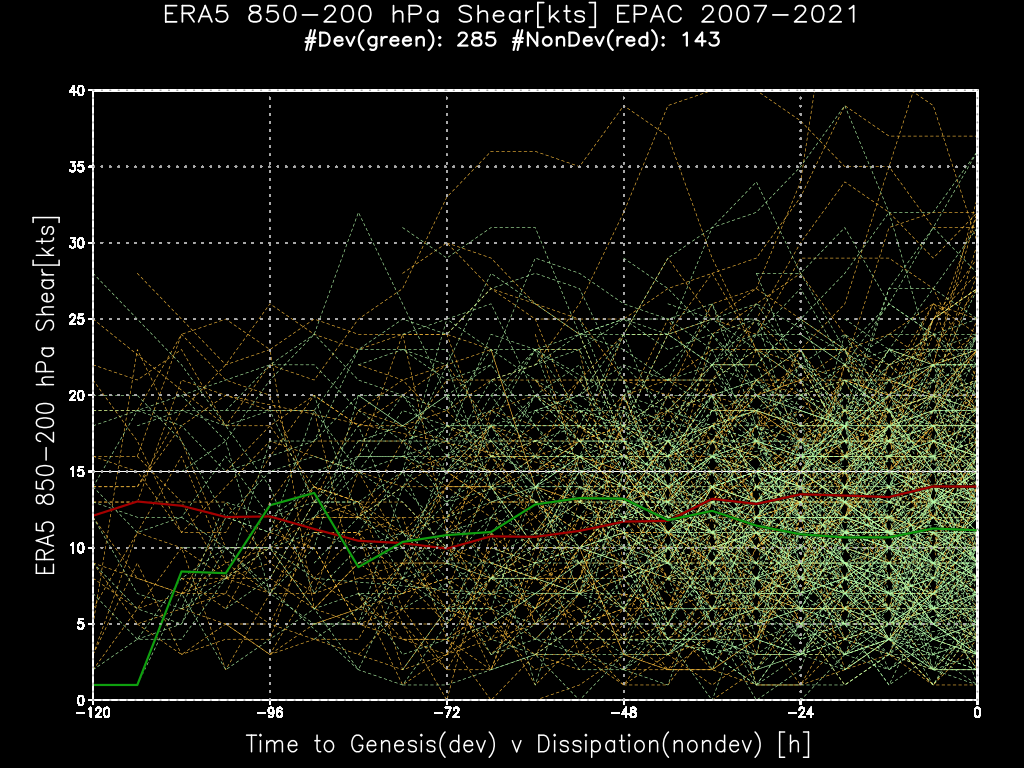 ERA5 850-200 hPa Shear[kts] EPAC 2007-2021
#Dev(green): 285 #NonDev(red): 143
ERA5 850-200 hPa Shear[kts]
40
35
30
25
20
15
10
5
0
-120 -96 -72 -48 -24 0
Time to Genesis(dev) v Dissipation(nondev) [h]